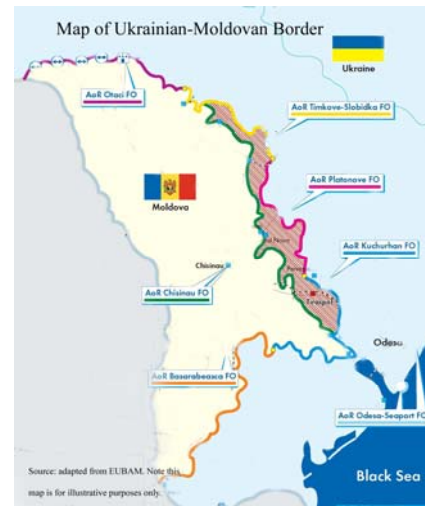 Map of Ukrainian-Moldovan Border
Ukraine
AoR Otaci FO
AoR Timkove-Slobidka FO
AoR Platonove FO
Moldova
Chisinau
AoR Kuchurhan FO
AoR Chisinau FO
Odesa
AoR Basarabeasca FO
AoR Odesa-Seaport FO
Source: adapted from EUBAM. Note this
map is for illustrative purposes only.
Black Sea